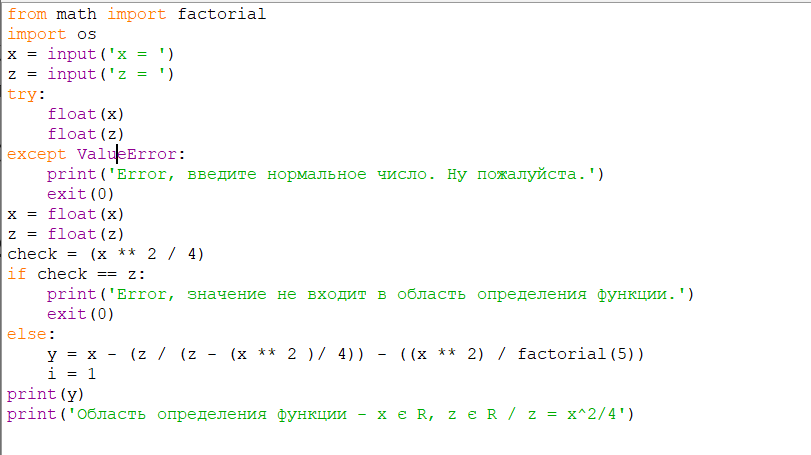 from math import factorial
import os
x = input('x = ')
z = input('z = ')
try:
    float(x)
    float(z)
except ValueError:
    print('Error, введите нормальное число. Ну пожалуйста.')
    exit(0)
x = float(x)
z = float(z)
check = (x ** 2 / 4)
if check == z:
    print('Error, значение не входит в область определения функции.')
    exit(0)
else:
    y = x - (z / (z - (x ** 2 )/ 4)) - ((x ** 2) / factorial(5))
    i = 1
print(y)
print('Область определения функции - x є R, z є R / z = x^2/4')